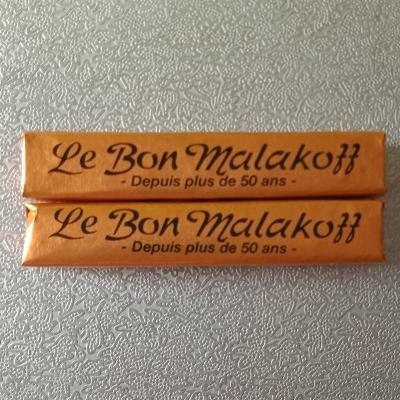 Le Bon Malakoff
- Depuis plus de 50 ans -
Le Bon Malakoff
- Depuis plus de 50 ans -